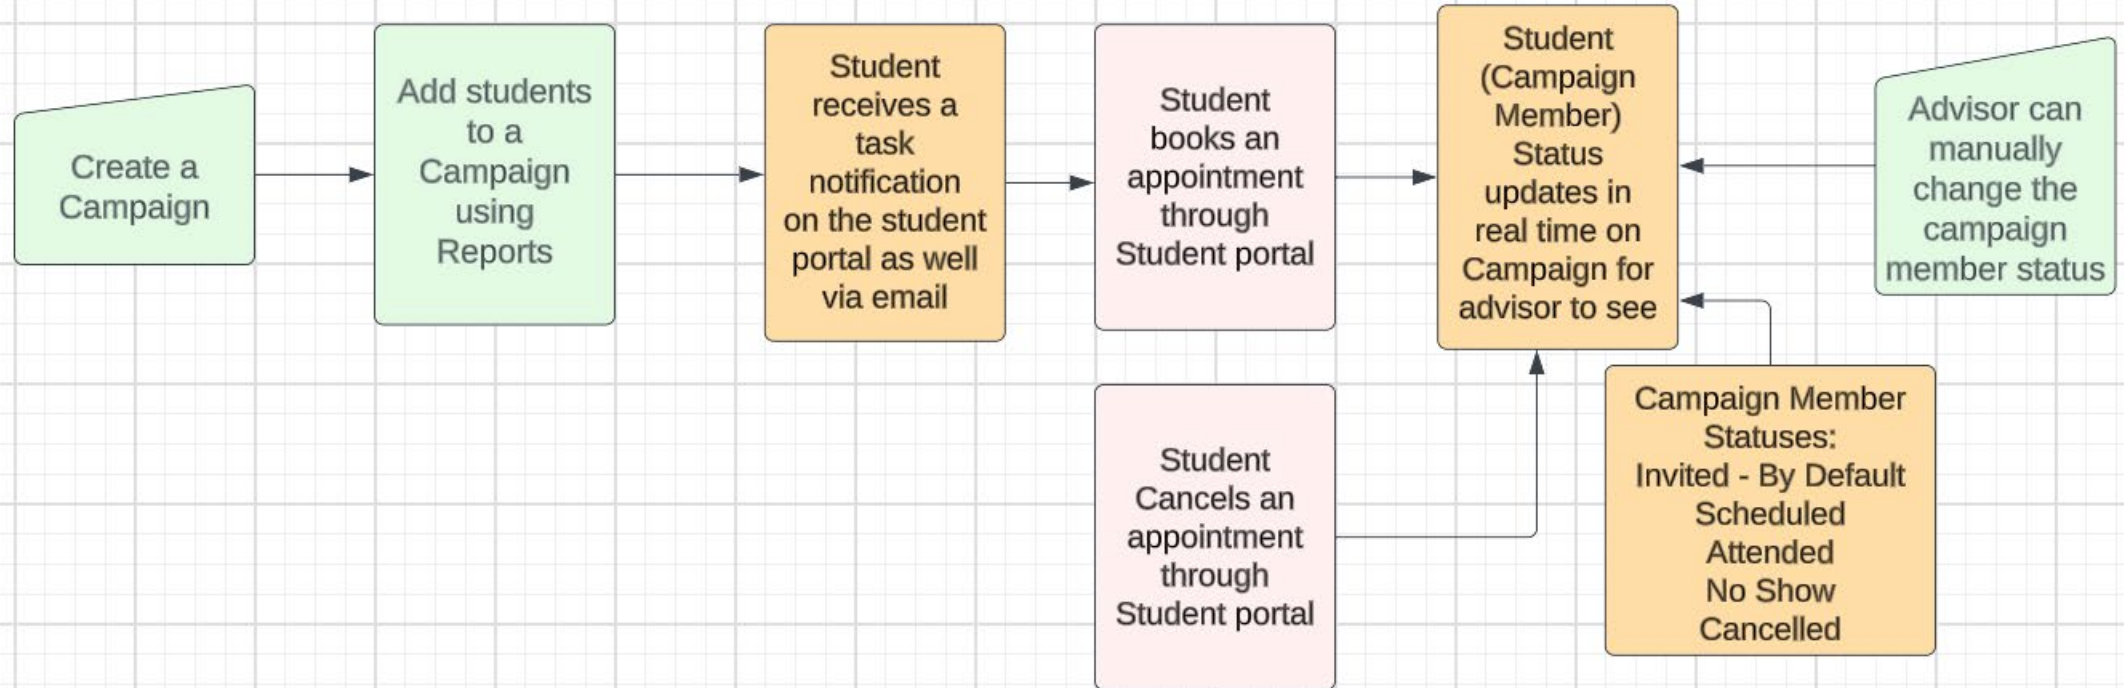 Create a
Campaign
Add students
to a
Campaign
using
Reports
Student
receives a
task
notification
on the student
portal as well
via email
Student
books an
appointment
through
Student portal
Student
(Campaign
Member)
Status
updates in
real time on
Campaign for
advisor to see
Advisor can
manually
change the
campaign
member status
Student
Cancels an
appointment
through
Student portal
Campaign Member
Statuses:
Invited - By Default
Scheduled
Attended
No Show
Cancelled